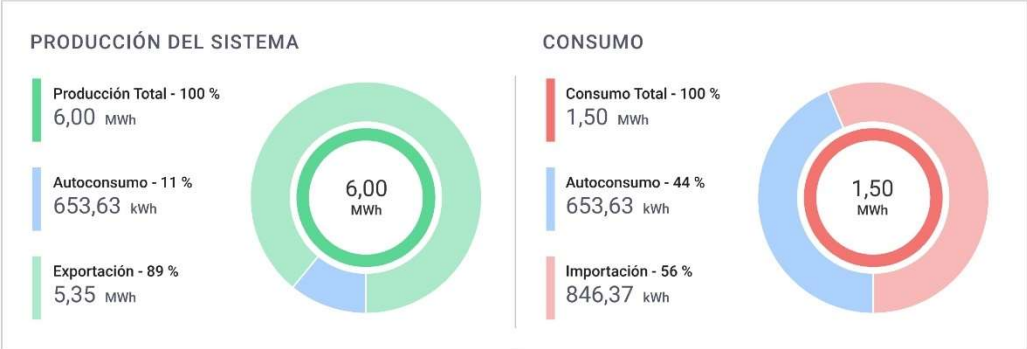 PRODUCCIÓN DEL SISTEMA
Producción Total - 100 %
6,00 MWh
Autoconsumo - 11 %
653,63 kWh
Exportación - 89 %
5,35 MWh
6,00
MWh
CONSUMO
Consumo Total - 100 %
1,50 MWh
Autoconsumo - 44 %
653,63 kWh
Importación - 56 %
846,37 kWh
1,50
MWh